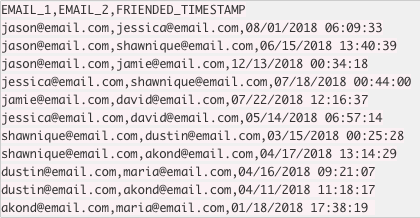 EMAIL_1,EMAIL_2,FRIENDED_TIMESTAMP
jason@email.com,jessica@email.com,08/01/2018 06:09:33
jason@email.com,shawnique@email.com,06/15/2018 13:40:39
jason@email.com,jamie@email.com,12/13/2018 00:34:18
jessica@email.com,shawnique@email.com,07/18/2018 00:44:00
jamie@email.com,david@email.com,07/22/2018 12:16:37
jessica@email.com,david@email.com,05/14/2018 06:57:14
shawnique@email.com,dustin@email.com,03/15/2018 00:25:28
shawnique@email.com,akond@email.com,04/17/2018 13:14:29
dustin@email.com,maria@email.com,04/16/2018 09:21:07
dustin@email.com,akond@email.com,04/11/2018 11:18:17
akond@email.com,maria@email.com,01/18/2018 17:38:19